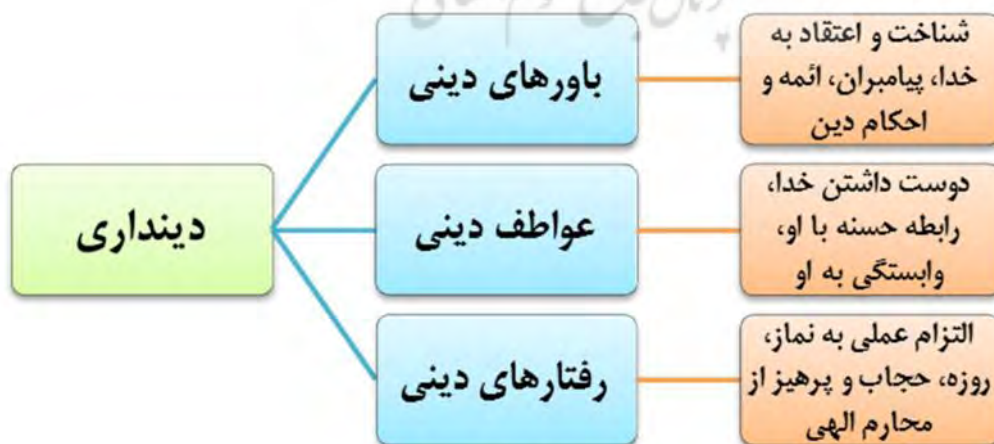 دینداری
باورهای دینی
شناخت و اعتقاد به
خدا، پیامبران، ائمه و
احکام دین
عواطف دینی
دوست داشتن خدا،
رابطه حسنه با او،
وابستگی به او
رفتارهای دینی
التزام عملی به نماز،
روزه، حجاب و پرهیز از
محارم الهی